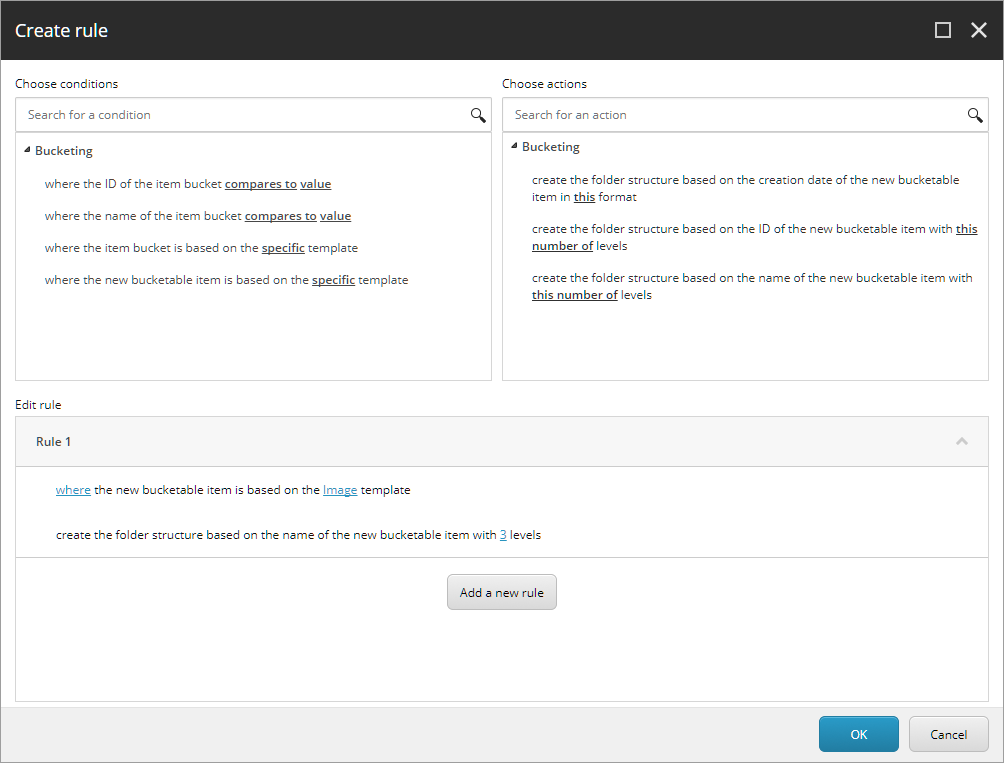 Create rule
Choose conditions
Search for a condition
Bucketing
where the ID of the item bucket compares to value
where the name of the item bucket compares to value
where the item bucket is based on the specific template
where the new bucketable item is based on the specific template
Choose actions
Search for an action
Bucketing
create the folder structure based on the creation date of the new bucketable
item in this format
create the folder structure based on the ID of the new bucketable item with this
number of levels
create the folder structure based on the name of the new bucketable item with
this number of levels
Edit rule
Rule 1
where the new bucketable item is based on the Image template
create the folder structure based on the name of the new bucketable item with 3 levels
Add a new rule
OK
Cancel